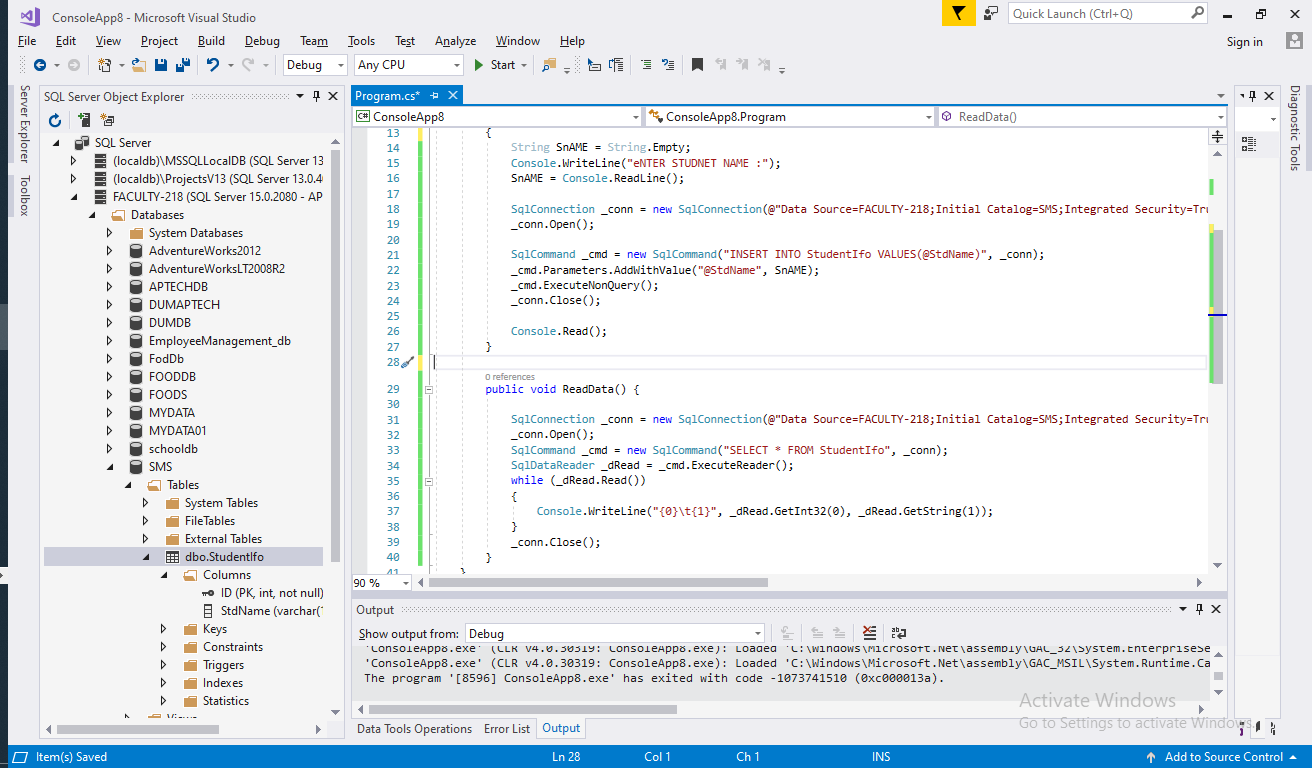 ConsoleApp8 - Microsoft Visual Studio
Quick Launch (Ctrl+Q)
File Edit View Project Build Debug Team Tools Test Analyze Window Help
Sign in
Debug Any CPU Start
Server Explorer
Toolbox
SQL Server Object Explorer
SQL Server
(localdb)\MSSQLLocalDB (SQL Server 13
(localdb)\ProjectsV13 (SQL Server 13.0.40
FACULTY-218 (SQL Server 15.0.2080 - AP
Databases
System Databases
AdventureWorks2012
AdventureWorksLT2008R2
APTECHDB
DUMAPTECH
DUMDB
EmployeeManagement_db
FodDb
FOODDB
FOODS
MYDATA
MYDATA01
schooldb
SMS
Tables
System Tables
FileTables
External Tables
dbo.StudentIfo
Columns
ID (PK, int, not null)
StdName (varchar(
Keys
Constraints
Triggers
Indexes
Statistics
Views
Program.cs*
C# ConsoleApp8
ConsoleApp8.Program
ReadData()
13 {
14 String SnAME = String.Empty;
15 Console.WriteLine("eNTER STUDNET NAME :");
16 SnAME = Console.ReadLine();
17
18 SqlConnection _conn = new SqlConnection(@"Data Source=FACULTY-218;Initial Catalog=SMS;Integrated Security=Tru
19 _conn.Open();
20
21 SqlCommand _cmd = new SqlCommand("INSERT INTO StudentIfo VALUES(@StdName)", _conn);
22 _cmd.Parameters.AddWithValue("@StdName", SnAME);
23 _cmd.ExecuteNonQuery();
24 _conn.Close();
25
26 Console.Read();
27 }
28
0 references
29 public void ReadData() {
30
31 SqlConnection _conn = new SqlConnection(@"Data Source=FACULTY-218;Initial Catalog=SMS;Integrated Security=Tru
32 _conn.Open();
33 SqlCommand _cmd = new SqlCommand("SELECT * FROM StudentIfo", _conn);
34 SqlDataReader _dRead = _cmd.ExecuteReader();
35 while (_dRead.Read())
36 {
37 Console.WriteLine("{0}\t{1}", _dRead.GetInt32(0), _dRead.GetString(1));
38 }
39 _conn.Close();
40 }
41 }
90 %
Diagnostic Tools
Output
Show output from: Debug
'ConsoleApp8.exe' (CLR v4.0.30319: ConsoleApp8.exe): Loaded 'C:\Windows\Microsoft.Net\assembly\GAC_32\System.EnterpriseSe
'ConsoleApp8.exe' (CLR v4.0.30319: ConsoleApp8.exe): Loaded 'C:\Windows\Microsoft.Net\assembly\GAC_MSIL\System.Runtime.Ca
The program '[8596] ConsoleApp8.exe' has exited with code -1073741510 (0xc000013a).
Activate Windows
Go to Settings to activate Windows.
Data Tools Operations Error List Output
Item(s) Saved Ln 28 Col 1 Ch 1 INS Add to Source Control